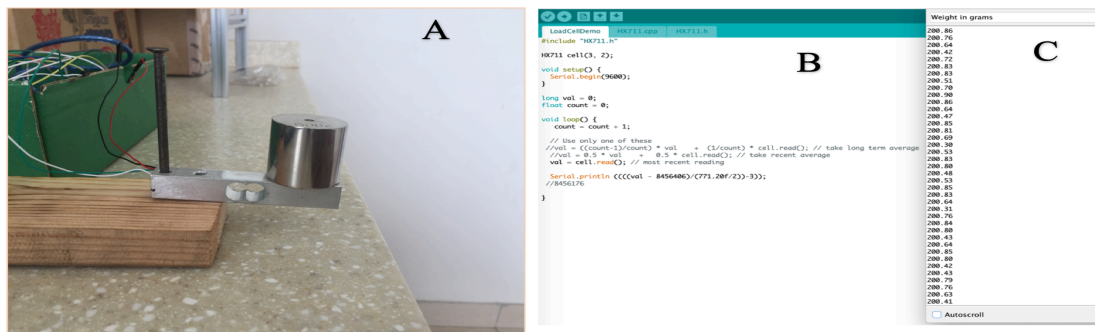 A
LoadCellDemo HX711.cpp HX711.h
#include "HX711.h"
HX711 cell(3, 2);
void setup() {
Serial.begin(9600);
}
long val = 0;
float count = 0;
void loop() {
count = count + 1;
// Use only one of these
//val = ((count-1)/count) * val + (1/count) * cell.read(); // take long term average
//val = 0.5 * val + 0.5 * cell.read(); // take recent average
val = cell.read(); // most recent reading
Serial.println ((((val - 8456406)/(771.20f/2))-3));
//8456176
}
B
Weight in grams
200.86
200.76
200.64
200.42
200.72
200.83
200.83
200.51
200.70
200.90
200.86
200.64
200.47
200.85
200.81
200.69
200.30
200.53
200.83
200.80
200.48
200.53
200.85
200.83
200.64
200.31
200.76
200.84
200.80
200.43
200.64
200.85
200.80
200.42
200.43
200.79
200.76
200.63
200.41
Autoscroll
C